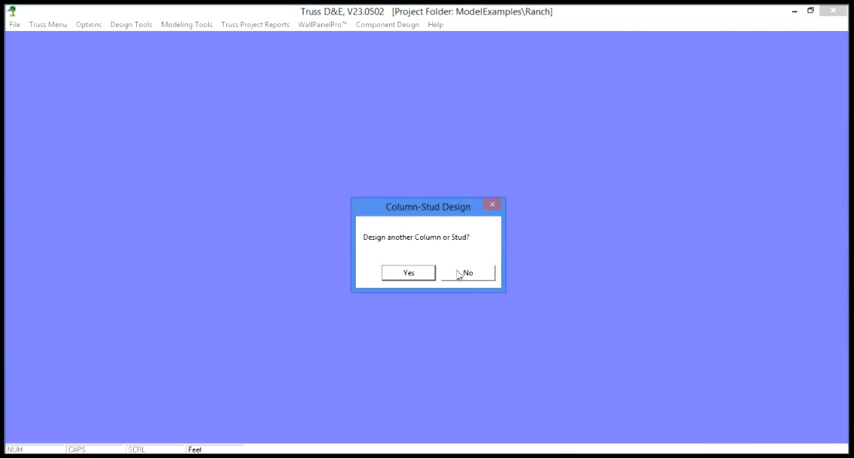 Truss D&E, V23.0502 [Project Folder: ModelExamples\Ranch]
File Truss Menu Options Design Tools Modeling Tools Truss Project Reports WallPanelPro™ Component Design Help
Column-Stud Design
Design another Column or Stud?
Yes No
NUM CAPS SCRL Feet